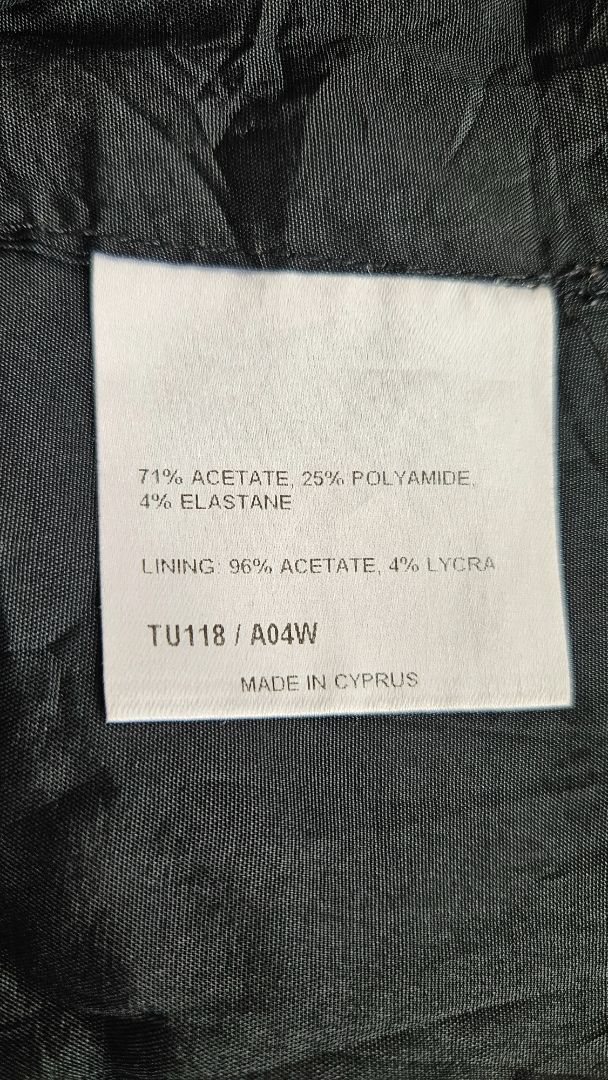 71% ACETATE, 25% POLYAMIDE,
4% ELASTANE
LINING: 96% ACETATE, 4% LYCRA
TU118 / A04W
MADE IN CYPRUS